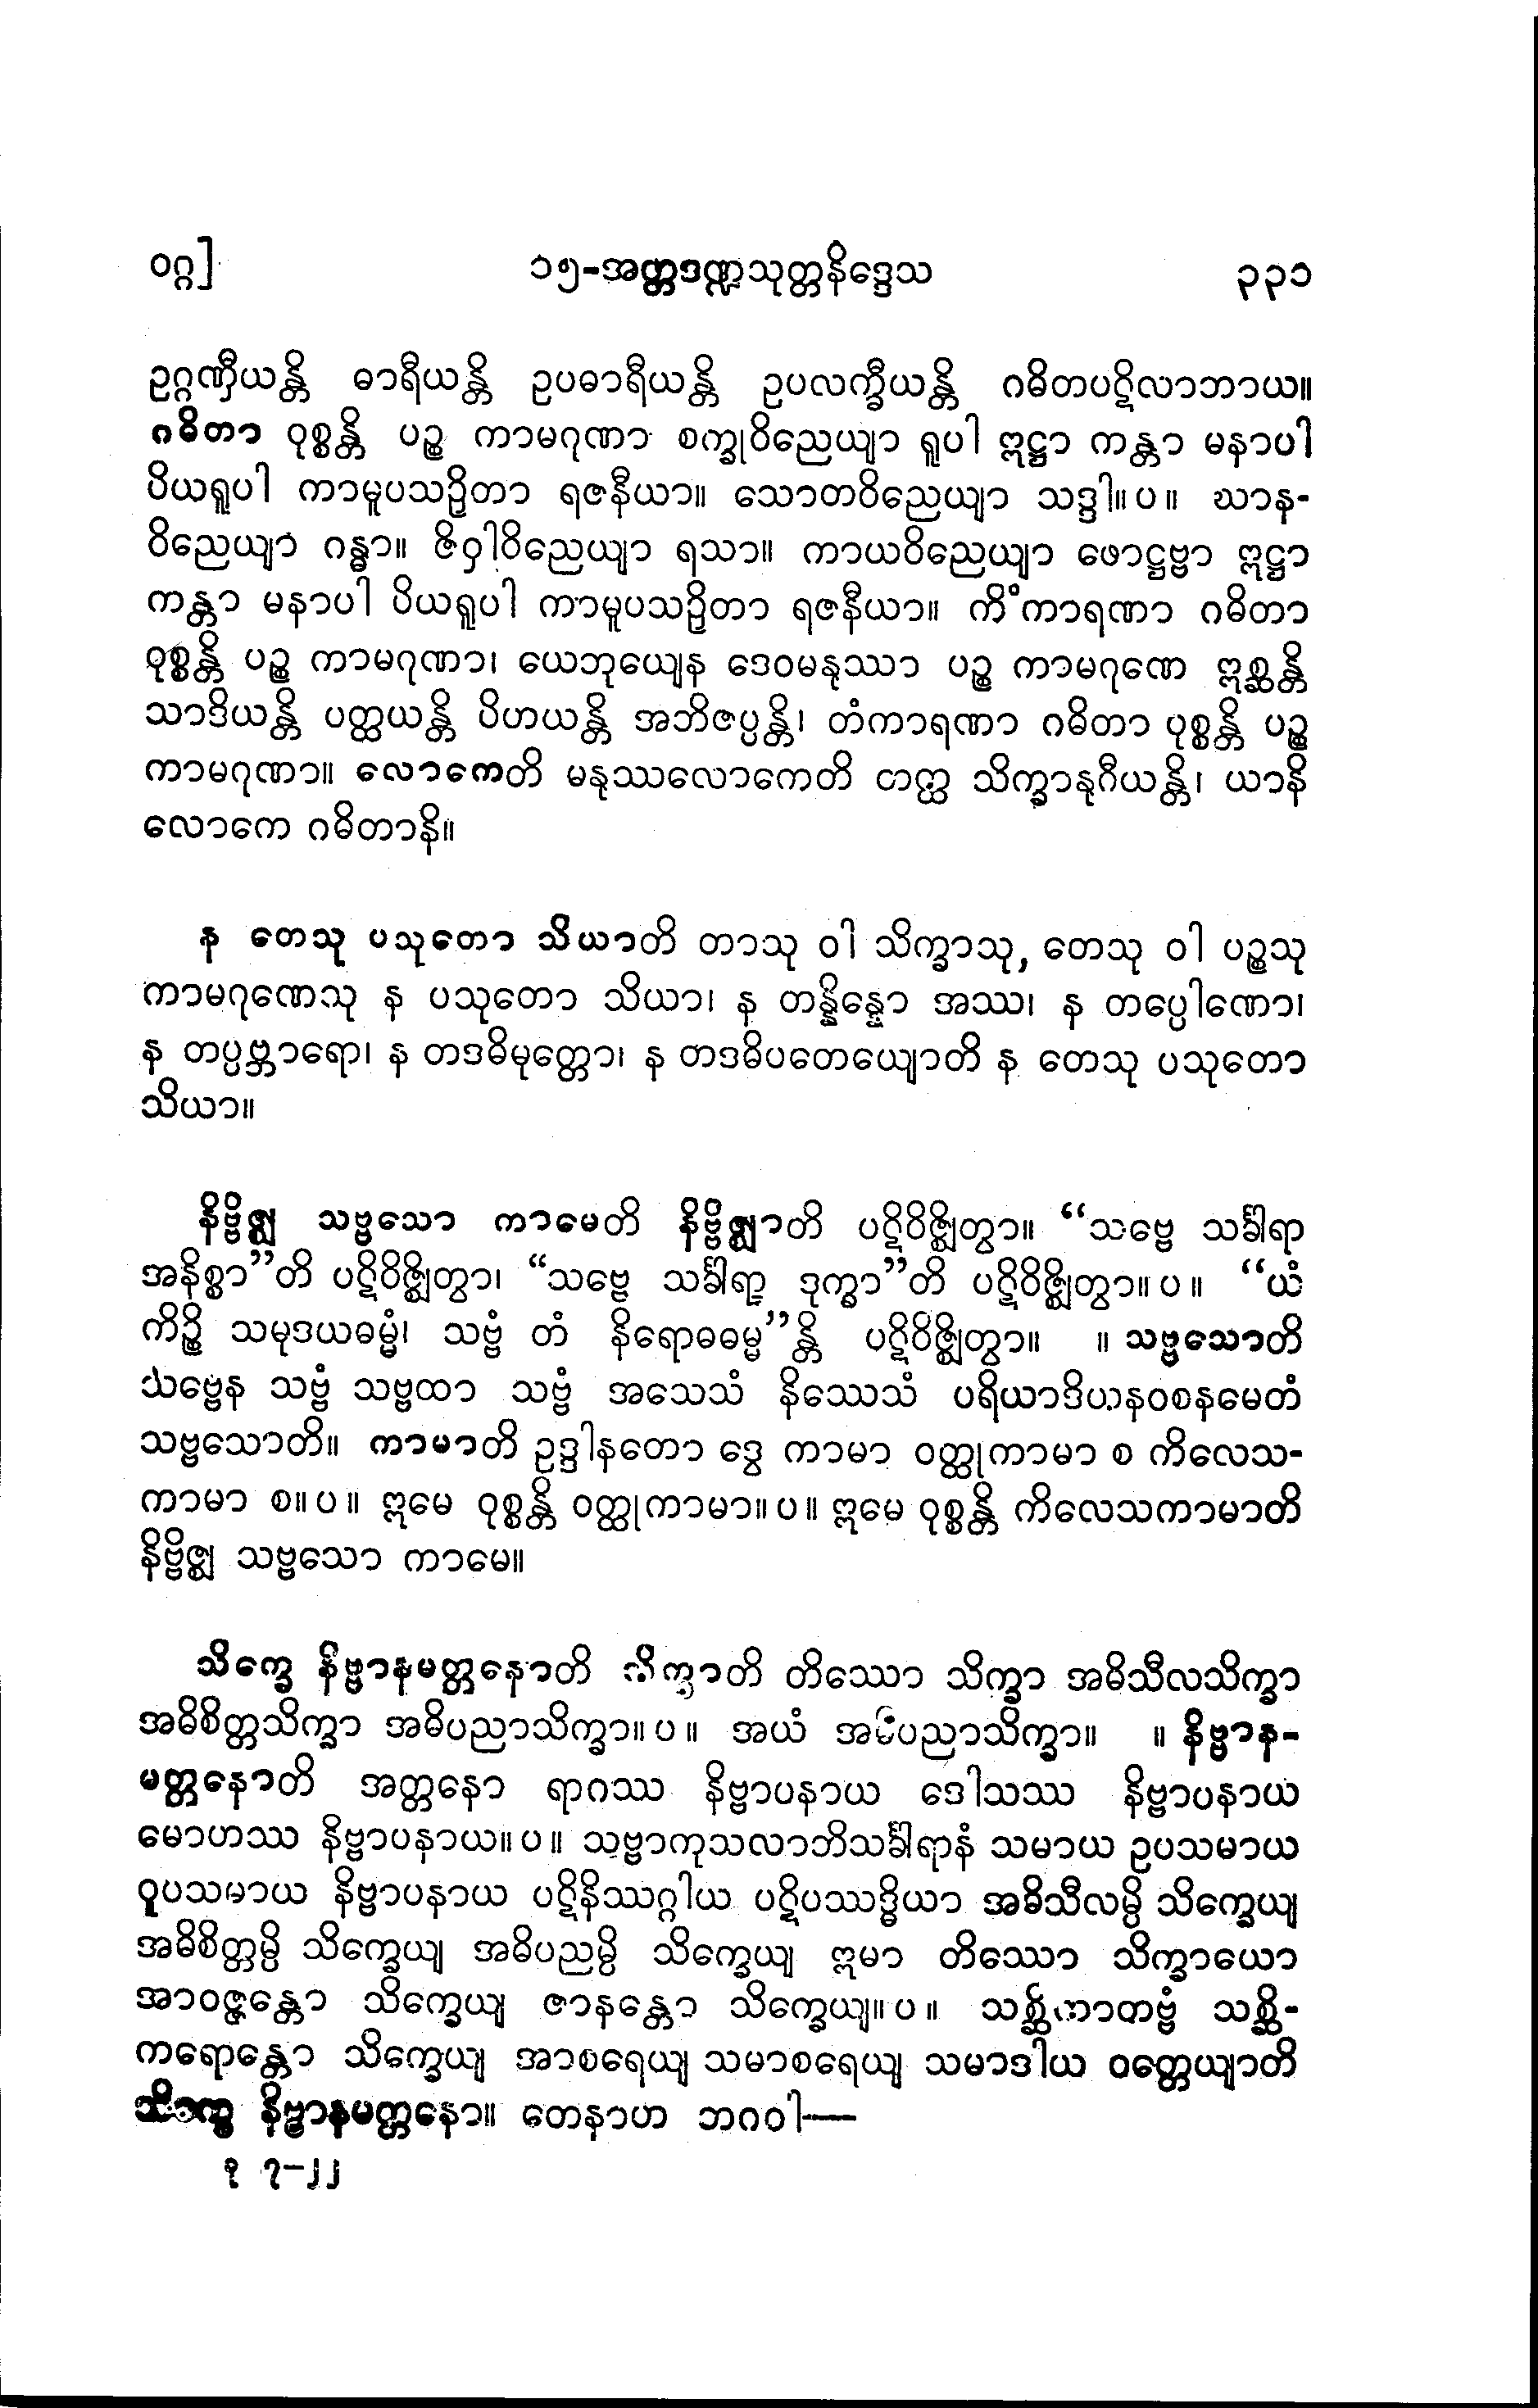 ဝဂ္ဂ] ၁၅-အတ္တဒဏ္ဍသုတ္တနိဒ္ဒေသ ၃၃၁
ဥဂ္ဂဏှီယန္တိ ဓာရီယန္တိ ဥပဓာရီယန္တိ ဥပလက္ခီယန္တိ ဂဓိတပဋိလာဘာယ။
ဂဓိတာ ဝုစ္စန္တိ ပဉ္စ ကာမဂုဏာ စက္ခုဝိညေယျာ ရူပါ ဣဋ္ဌာ ကန္တာ မနာပါ
ပိယရူပါ ကာမူပသဉှိတာ ရဇနီယာ။ သောတဝိညေယျာ သဒ္ဒါ။ပ။ ဃာန-
ဝိညေယျာ ဂန္ဓာ။ ဇိဝှါဝိညေယျာ ရသာ။ ကာယဝိညေယျာ ဖောဋ္ဌဗ္ဗာ ဣဋ္ဌာ
ကန္တာ မနာပါ ပိယရူပါ ကာမူပသဉှိတာ ရဇနီယာ။ ကိံကာရဏာ ဂဓိတာ
ဝုစ္စန္တိ ပဉ္စ ကာမဂုဏာ၊ ယေဘုယျေန ဒေဝမနုဿာ ပဉ္စ ကာမဂုဏေ ဣစ္ဆန္တိ
သာဒိယန္တိ ပတ္ထယန္တိ ပိဟယန္တိ အဘိဇပ္ပန္တိ၊ တံကာရဏာ ဂဓိတာ ဝုစ္စန္တိ ပဉ္စ
ကာမဂုဏာ။ လောကေတိ မနုဿလောကေတိ တတ္ထ သိက္ခာနုဂီယန္တိ၊ ယာနိ
လောကေ ဂဓိတာနိ။
န တေသု ပသုတော သိယာတိ တာသု ဝါ သိက္ခာသု, တေသု ဝါ ပဉ္စသု
ကာမဂုဏေသု န ပသုတော သိယာ၊ န တန္နိန္နော အဿ၊ န တပ္ပေါဏော၊
န တပ္ပဗ္ဘာရော၊ န တဒဓိမုတ္တော၊ န တဒဓိပတေယျောတိ န တေသု ပသုတော
သိယာ။
နိဗ္ဗိဇ္ဈ သဗ္ဗသော ကာမေတိ နိဗ္ဗိဇ္ဈာတိ ပဋိဝိဇ္ဈိတွာ။ “သဗ္ဗေ သင်္ခါရာ
အနိစ္စာ”တိ ပဋိဝိဇ္ဈိတွာ၊ “သဗ္ဗေ သင်္ခါရာ ဒုက္ခာ”တိ ပဋိဝိဇ္ဈိတွာ။ပ။ “ယံ
ကိဉ္စိ သမုဒယဓမ္မံ၊ သဗ္ဗံ တံ နိရောဓဓမ္မ”န္တိ ပဋိဝိဇ္ဈိတွာ။ ။ သဗ္ဗသောတိ
သဗ္ဗေန သဗ္ဗံ သဗ္ဗထာ သဗ္ဗံ အသေသံ နိဿေသံ ပရိယာဒိယနဝစနမေတံ
သဗ္ဗသောတိ။ ကာမာတိ ဥဒ္ဒါနတော ဒွေ ကာမာ ဝတ္ထုကာမာ စ ကိလေသ-
ကာမာ စ။ပ။ ဣမေ ဝုစ္စန္တိ ဝတ္ထုကာမာ။ပ။ ဣမေ ဝုစ္စန္တိ ကိလေသကာမာတိ
နိဗ္ဗိဇ္ဈ သဗ္ဗသော ကာမေ။
သိက္ခေ နိဗ္ဗာနမတ္တနောတိ သိက္ခာတိ တိဿော သိက္ခာ အဓိသီလသိက္ခာ
အဓိစိတ္တသိက္ခာ အဓိပညာသိက္ခာ။ပ။ အယံ အဓိပညာသိက္ခာ။ ။ နိဗ္ဗာန-
မတ္တနောတိ အတ္တနော ရာဂဿ နိဗ္ဗာပနာယ ဒေါသဿ နိဗ္ဗာပနာယ
မောဟဿ နိဗ္ဗာပနာယ။ပ။ သဗ္ဗာကုသလာဘိသင်္ခါရာနံ သမာယ ဥပသမာယ
ဝူပသမာယ နိဗ္ဗာပနာယ ပဋိနိဿဂ္ဂါယ ပဋိပဿဒ္ဓိယာ အဓိသီလမ္ပိ သိက္ခေယျ
အဓိစိတ္တမ္ပိ သိက္ခေယျ အဓိပညမ္ပိ သိက္ခေယျ ဣမာ တိဿော သိက္ခာယော
အာဝဇ္ဇန္တော သိက္ခေယျ ဇာနန္တော သိက္ခေယျ။ပ။ သစ္ဆိကာတဗ္ဗံ သစ္ဆိ-
ကရောန္တော သိက္ခေယျ အာစရေယျ သမာစရေယျ သမာဒါယ ဝတ္တေယျာတိ
သိက္ခေ နိဗ္ဗာနမတ္တနော။ တေနာဟ ဘဂဝါ—
၇–၂၂